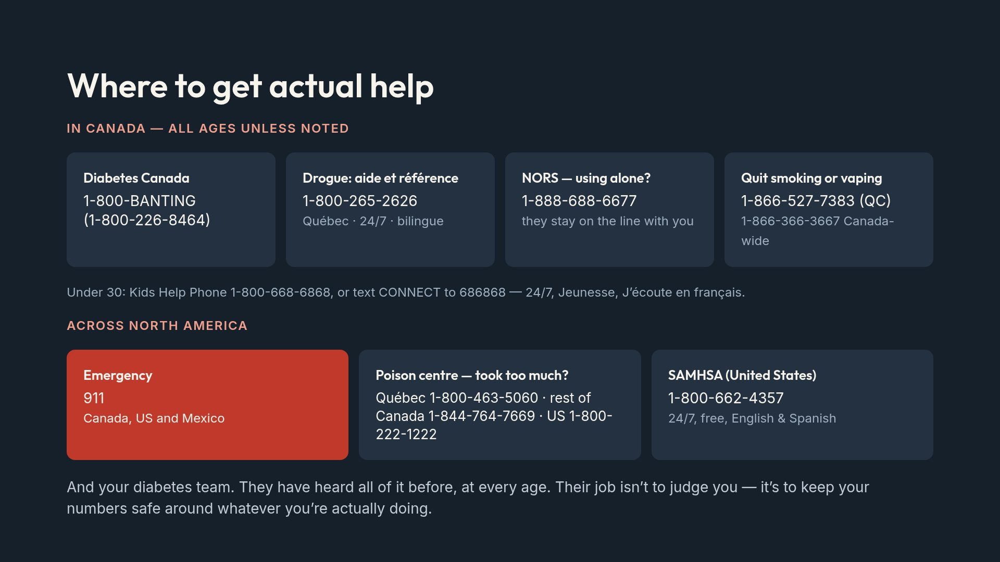 Where to get actual help
IN CANADA — ALL AGES UNLESS NOTED
Diabetes Canada
1-800-BANTING
(1-800-226-8464)
Drogue: aide et référence
1-800-265-2626
Québec · 24/7 · bilingue
NORS — using alone?
1-888-688-6677
they stay on the line with you
Quit smoking or vaping
1-866-527-7383 (QC)
1-866-366-3667 Canada-
wide
Under 30: Kids Help Phone 1-800-668-6868, or text CONNECT to 686868 — 24/7, Jeunesse, J’écoute en français.
ACROSS NORTH AMERICA
Emergency
911
Canada, US and Mexico
Poison centre — took too much?
Québec 1-800-463-5060 · rest of
Canada 1-844-764-7669 · US 1-800-
222-1222
SAMHSA (United States)
1-800-662-4357
24/7, free, English & Spanish
And your diabetes team. They have heard all of it before, at every age. Their job isn’t to judge you — it’s to keep your
numbers safe around whatever you’re actually doing.